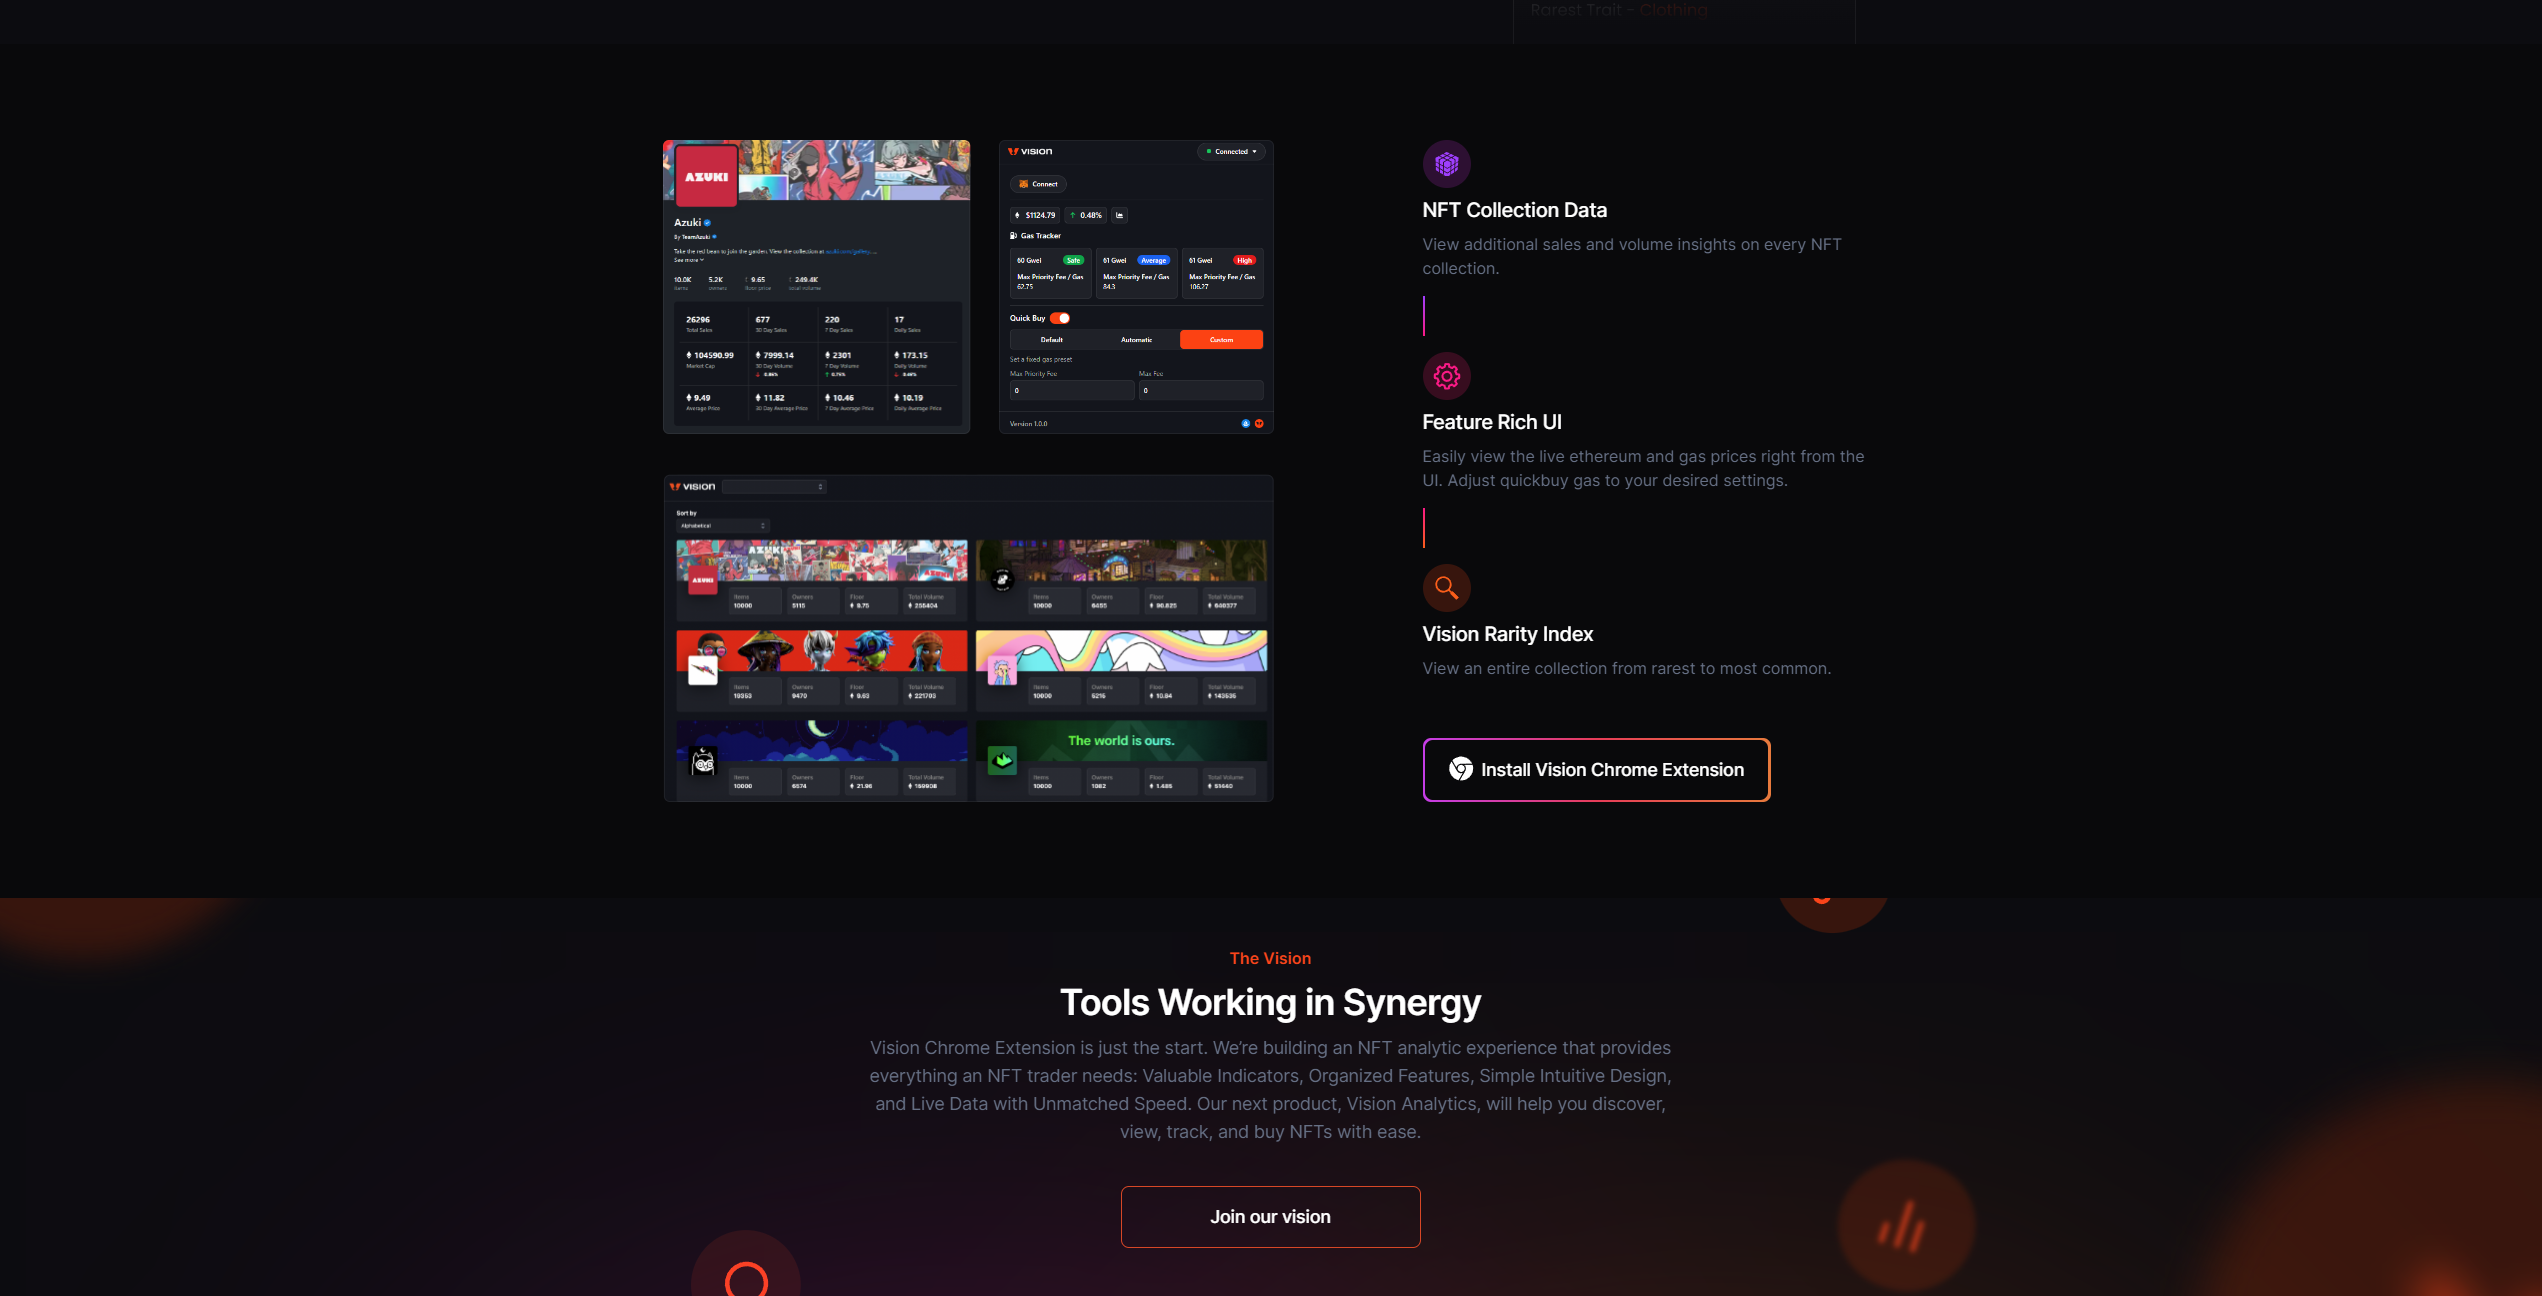 Rarest Trait - Clothing
AZUKI
Azuki
By TeamAzuki
Take the red bean to join the garden. View the collection at azuki.com/gallery. ...
See more
10.0K 5.2K 9.65 249.4K
items owners floor price total volume
26296 677 220 17
Total Sales 30 Day Sales 7 Day Sales Daily Sales
104590.99 7999.14 2301 173.15
Market Cap 30 Day Volume 7 Day Volume Daily Volume
9.49 11.82 10.46 10.19
Average Price 30 Day Average Price 7 Day Average Price Daily Average Price
VISION Connected
Connect
$1124.79 0.48%
Gas Tracker
60 Gwei Safe 61 Gwei Average 61 Gwei High
Max Priority Fee / Gas Max Priority Fee / Gas Max Priority Fee / Gas
62.75 84.3 106.27
Quick Buy
Default Automatic Custom
Set a fixed gas preset
Max Priority Fee Max Fee
0 0
Version 1.0.0
VISION
Sort by
Alphabetical
AZUKI
AZUKI
AZUKI
Items Owners Floor Total Volume
10000 5115 9.75 255404
Items Owners Floor Total Volume
10000 6455 90.825 640377
Items Owners Floor Total Volume
19353 9470 9.63 221703
Items Owners Floor Total Volume
10000 5215 10.84 143535
Items Owners Floor Total Volume
10000 6574 21.96 159908
The world is ours.
Items Owners Floor Total Volume
10000 1062 1.485 51440
NFT Collection Data
View additional sales and volume insights on every NFT
collection.
Feature Rich UI
Easily view the live ethereum and gas prices right from the
UI. Adjust quickbuy gas to your desired settings.
Vision Rarity Index
View an entire collection from rarest to most common.
Install Vision Chrome Extension
The Vision
Tools Working in Synergy
Vision Chrome Extension is just the start. We’re building an NFT analytic experience that provides
everything an NFT trader needs: Valuable Indicators, Organized Features, Simple Intuitive Design,
and Live Data with Unmatched Speed. Our next product, Vision Analytics, will help you discover,
view, track, and buy NFTs with ease.
Join our vision